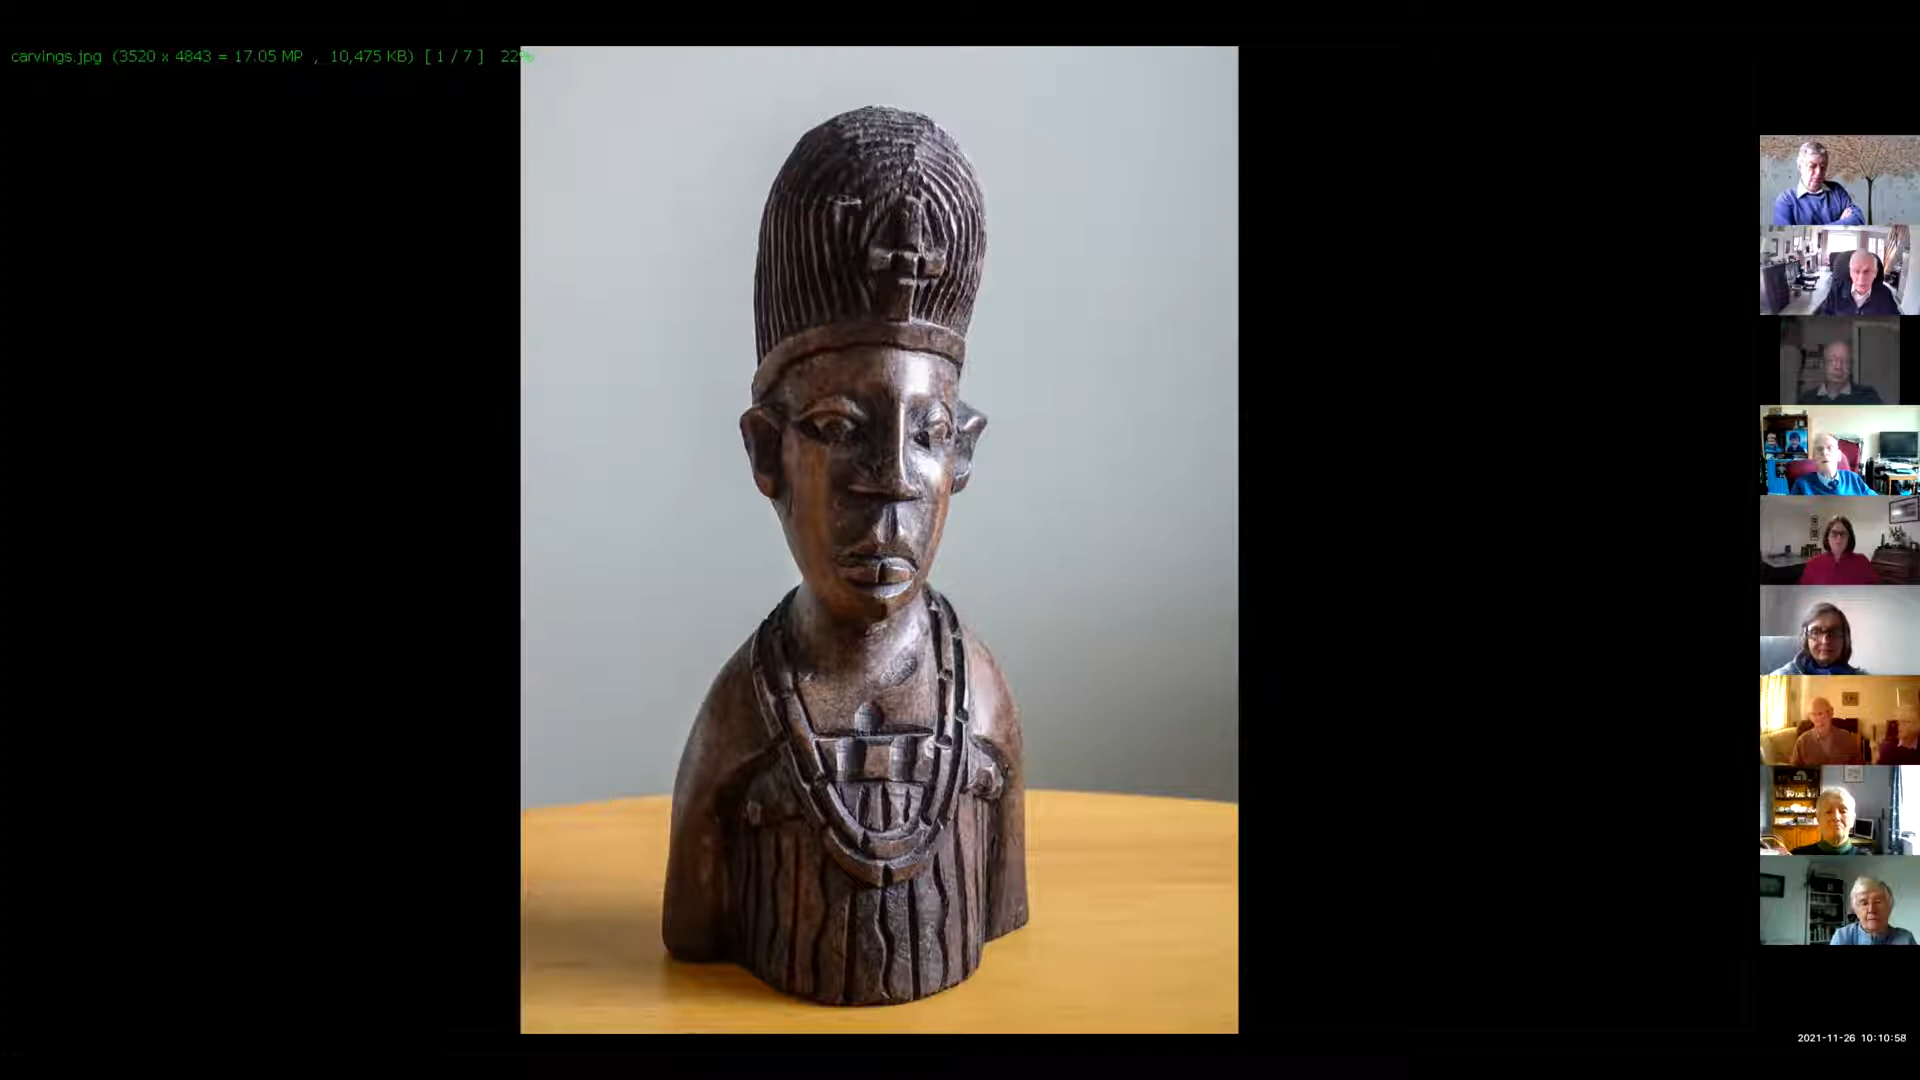 carvings.jpg (3520 x 4843 = 17.05 MP , 10,475 KB) [ 1 / 7 ] 22%
2021-11-26 10:10:58